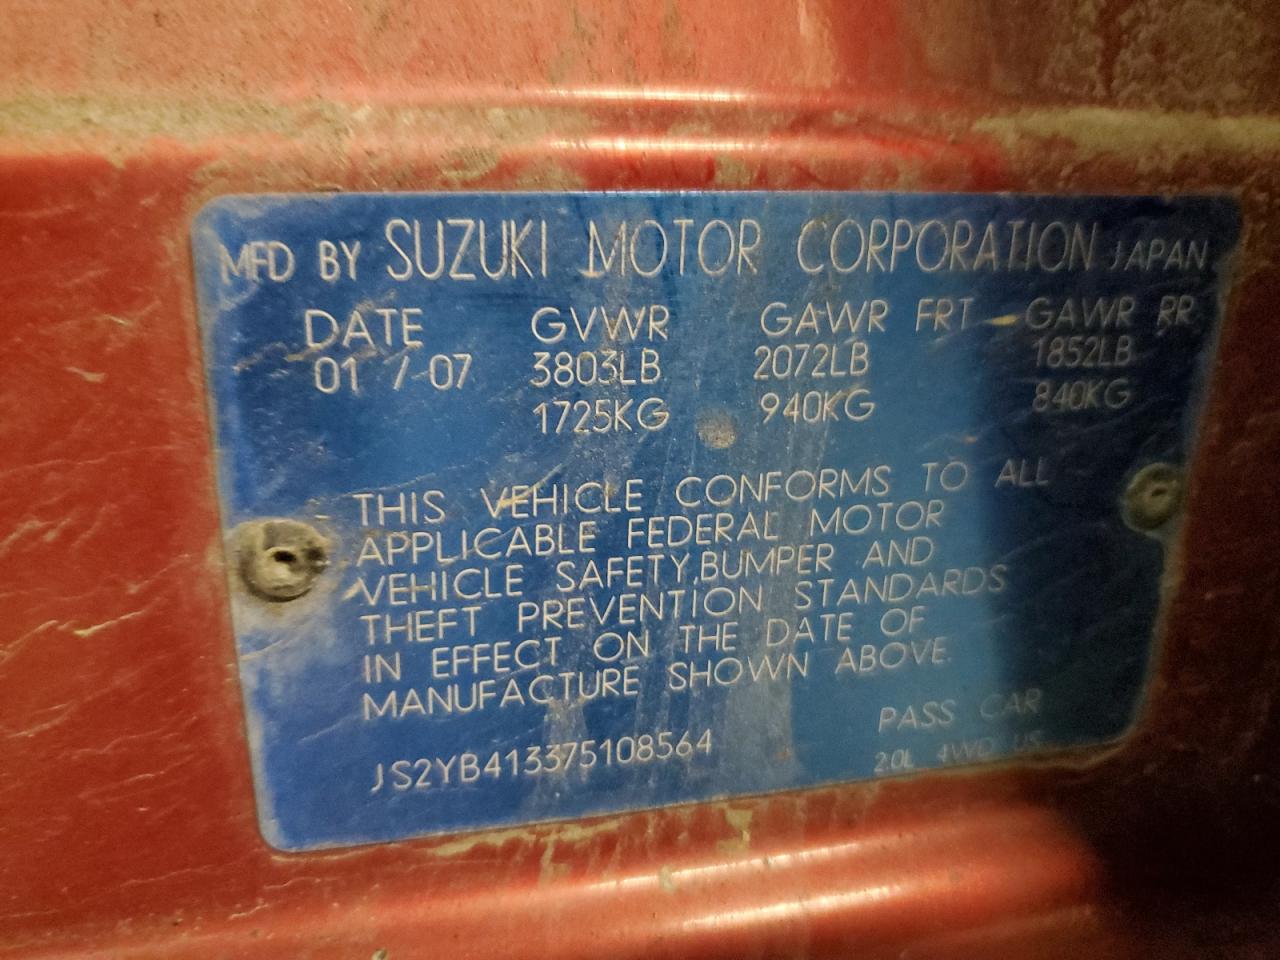 MFD BY SUZUKI MOTOR CORPORATION JAPAN
DATE GVWR GAWR FRT GAWR RR
01 / 07 3803LB 2072LB 1852LB
1725KG 940KG 840KG
THIS VEHICLE CONFORMS TO ALL
APPLICABLE FEDERAL MOTOR
VEHICLE SAFETY,BUMPER AND
THEFT PREVENTION STANDARDS
IN EFFECT ON THE DATE OF
MANUFACTURE SHOWN ABOVE.
PASS CAR
JS2YB413375108564 2.0L 4WD US